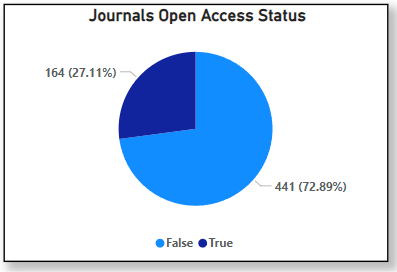 Journals Open Access Status
164 (27.11%)
441 (72.89%)
False True